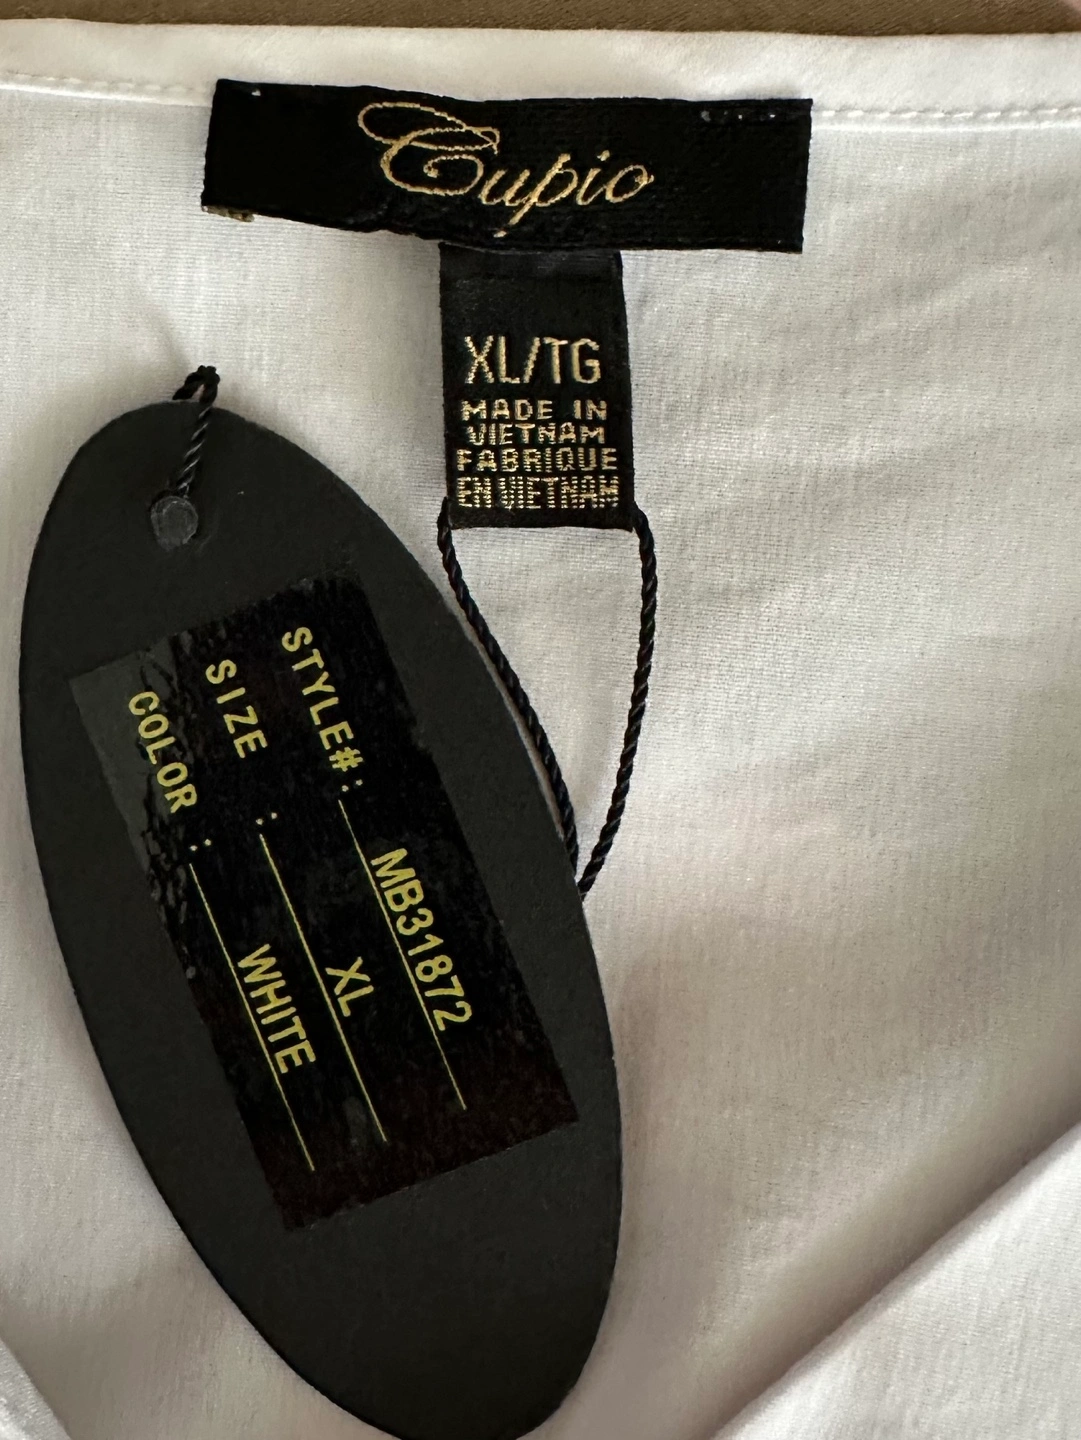 Cupio
XL/TG
MADE IN
VIETNAM
FABRIQUE
EN VIETNAM
STYLE#: MB31872
SIZE : XL
COLOR : WHITE